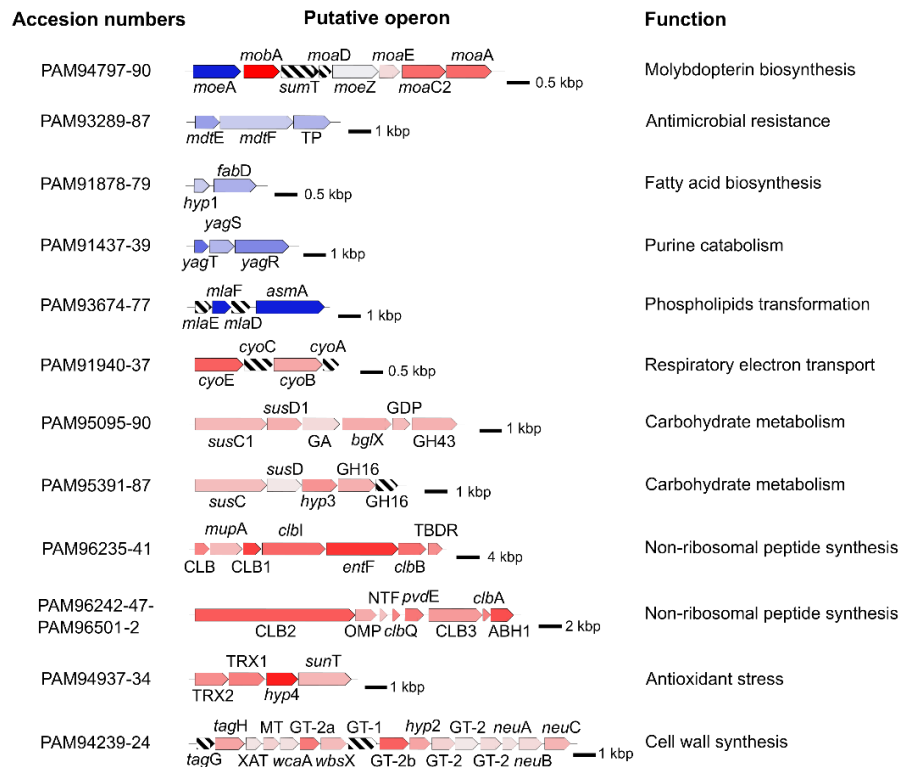 Accesion numbers Putative operon Function
PAM94797-90 mobA moaD moaE moaA Molybdopterin biosynthesis
moeA sumT moeZ moaC2 0.5 kbp
PAM93289-87 1 kbp Antimicrobial resistance
mdtE mdtF TP
PAM91878-79 fabD 0.5 kbp Fatty acid biosynthesis
hyp1
PAM91437-39 yagS 1 kbp Purine catabolism
yagT yagR
PAM93674-77 mlaF asmA 1 kbp Phospholipids transformation
mlaE mlaD
PAM91940-37 cyoC cyoA 0.5 kbp Respiratory electron transport
cyoE cyoB
PAM95095-90 susD1 GDP 1 kbp Carbohydrate metabolism
susC1 GA bglX GH43
PAM95391-87 susD GH16 1 kbp Carbohydrate metabolism
susC hyp3 GH16
PAM96235-41 mupA clbI TBDR 4 kbp Non-ribosomal peptide synthesis
CLB CLB1 entF clbB
PAM96242-47- NTF pvdE clbA Non-ribosomal peptide synthesis
PAM96501-2 CLB2 OMP clbQ CLB3 ABH1 2 kbp
PAM94937-34 TRX1 sunT 1 kbp Antioxidant stress
TRX2 hyp4
PAM94239-24 tagH MT GT-2a GT-1 hyp2 GT-2 neuA neuC Cell wall synthesis
tagG XAT wcaA wbsX GT-2b GT-2 GT-2 neuB 1 kbp